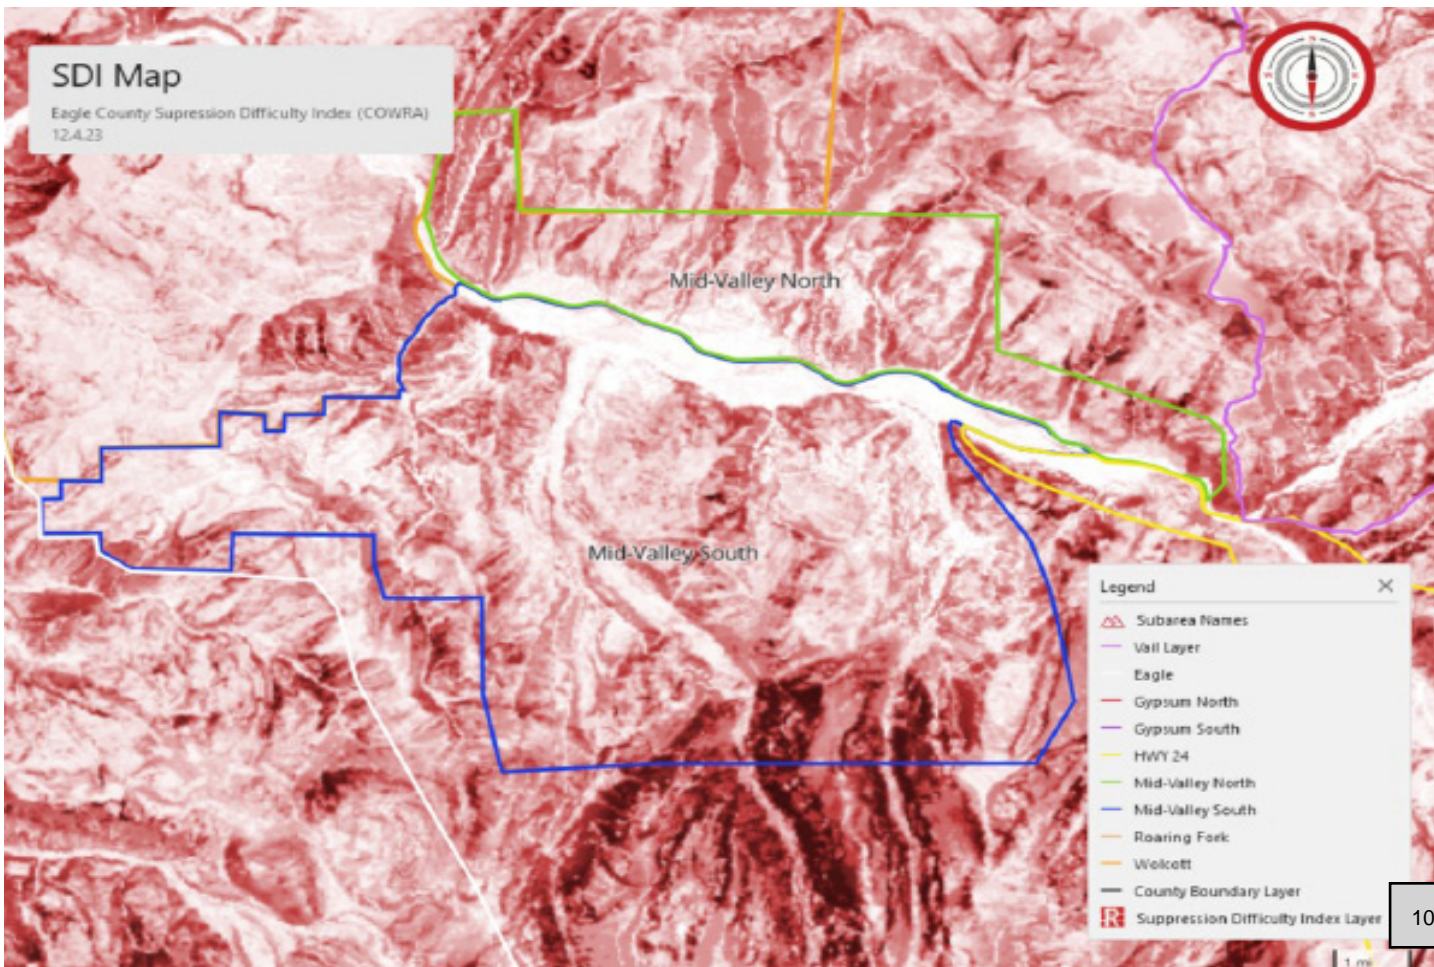 SDI Map
Eagle County Supression Difficulty Index (COWRA)
12.4.23
Mid-Valley North
Mid-Valley South
Legend
Subarea Names
Vail Layer
Eagle
Gypsum North
Gypsum South
HWY 24
Mid-Valley North
Mid-Valley South
Roaring Fork
Wolcott
County Boundary Layer
Suppression Difficulty Index Layer
10
1 mi